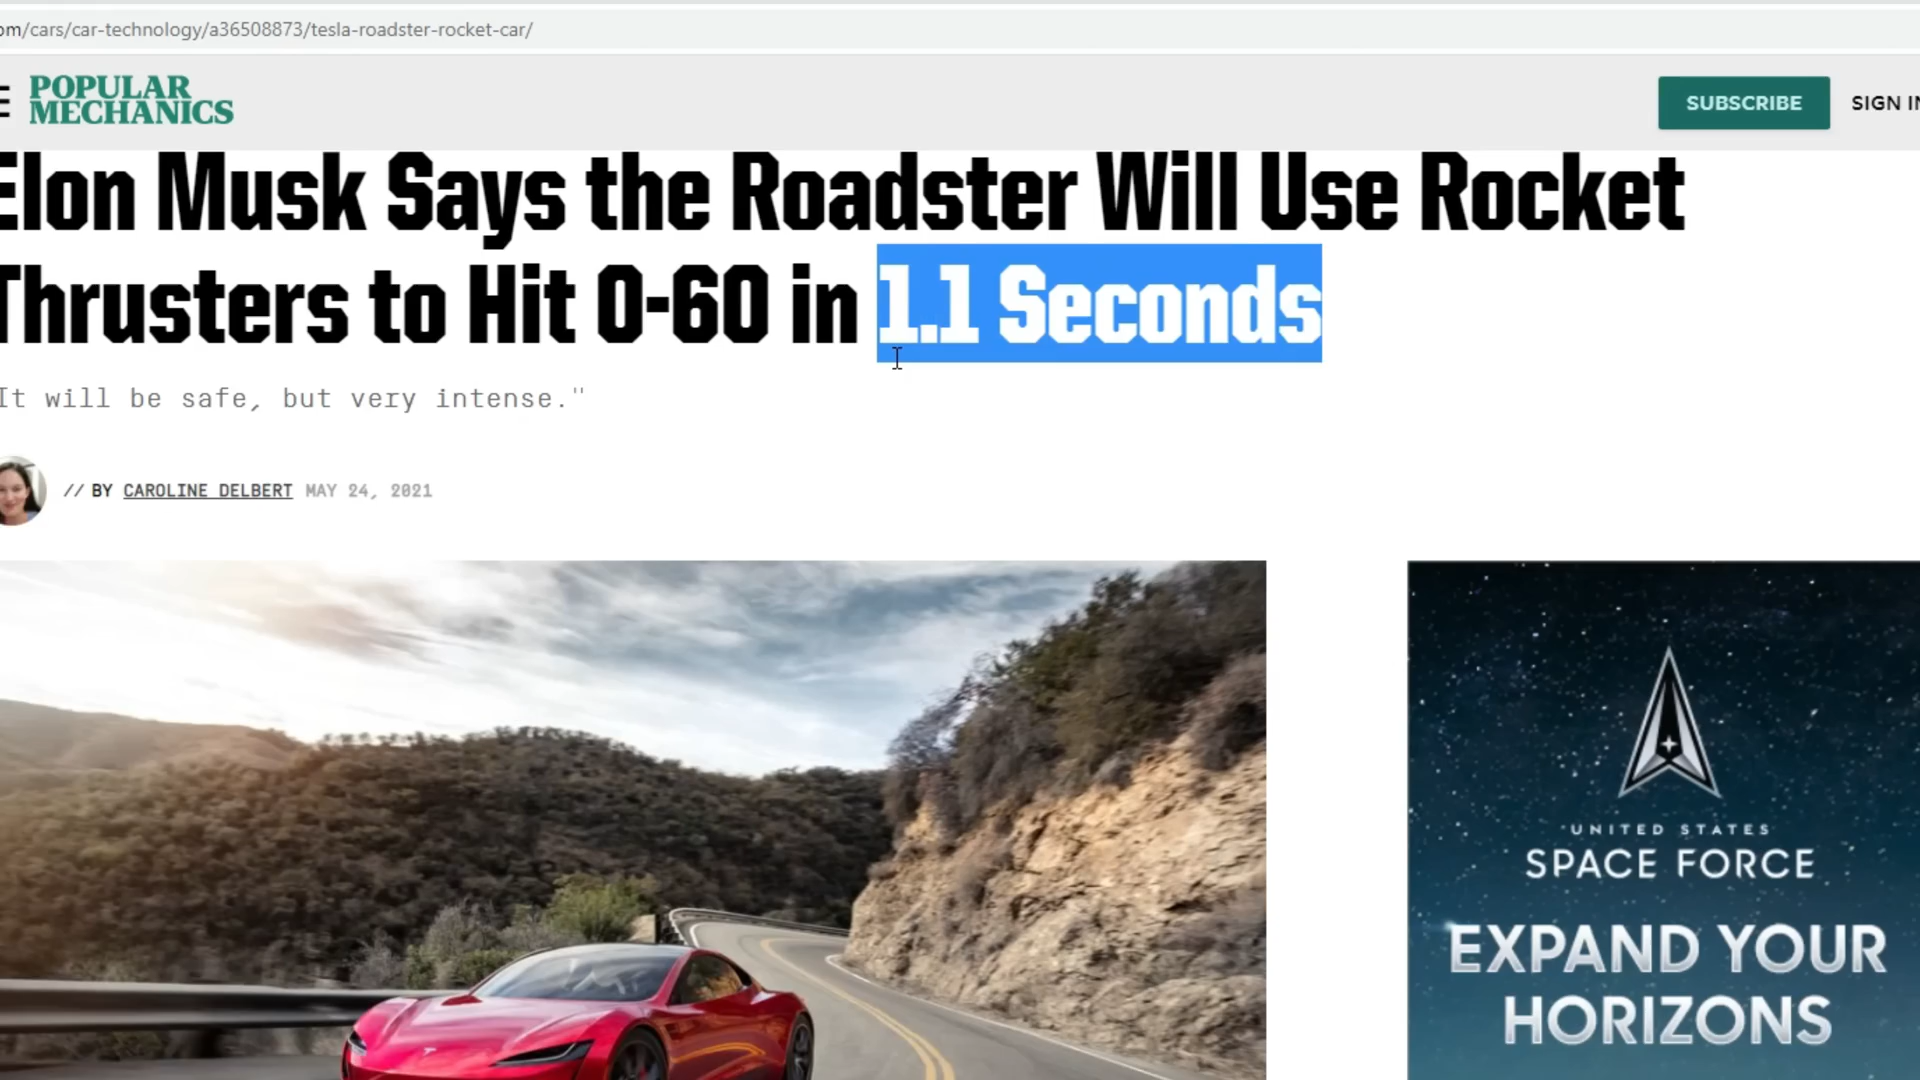 om/cars/car-technology/a36508873/tesla-roadster-rocket-car/
POPULAR
MECHANICS
SUBSCRIBE
SIGN IN
Elon Musk Says the Roadster Will Use Rocket
Thrusters to Hit 0-60 in 1.1 Seconds
It will be safe, but very intense."
// BY CAROLINE DELBERT MAY 24, 2021
UNITED STATES
SPACE FORCE
EXPAND YOUR
HORIZONS